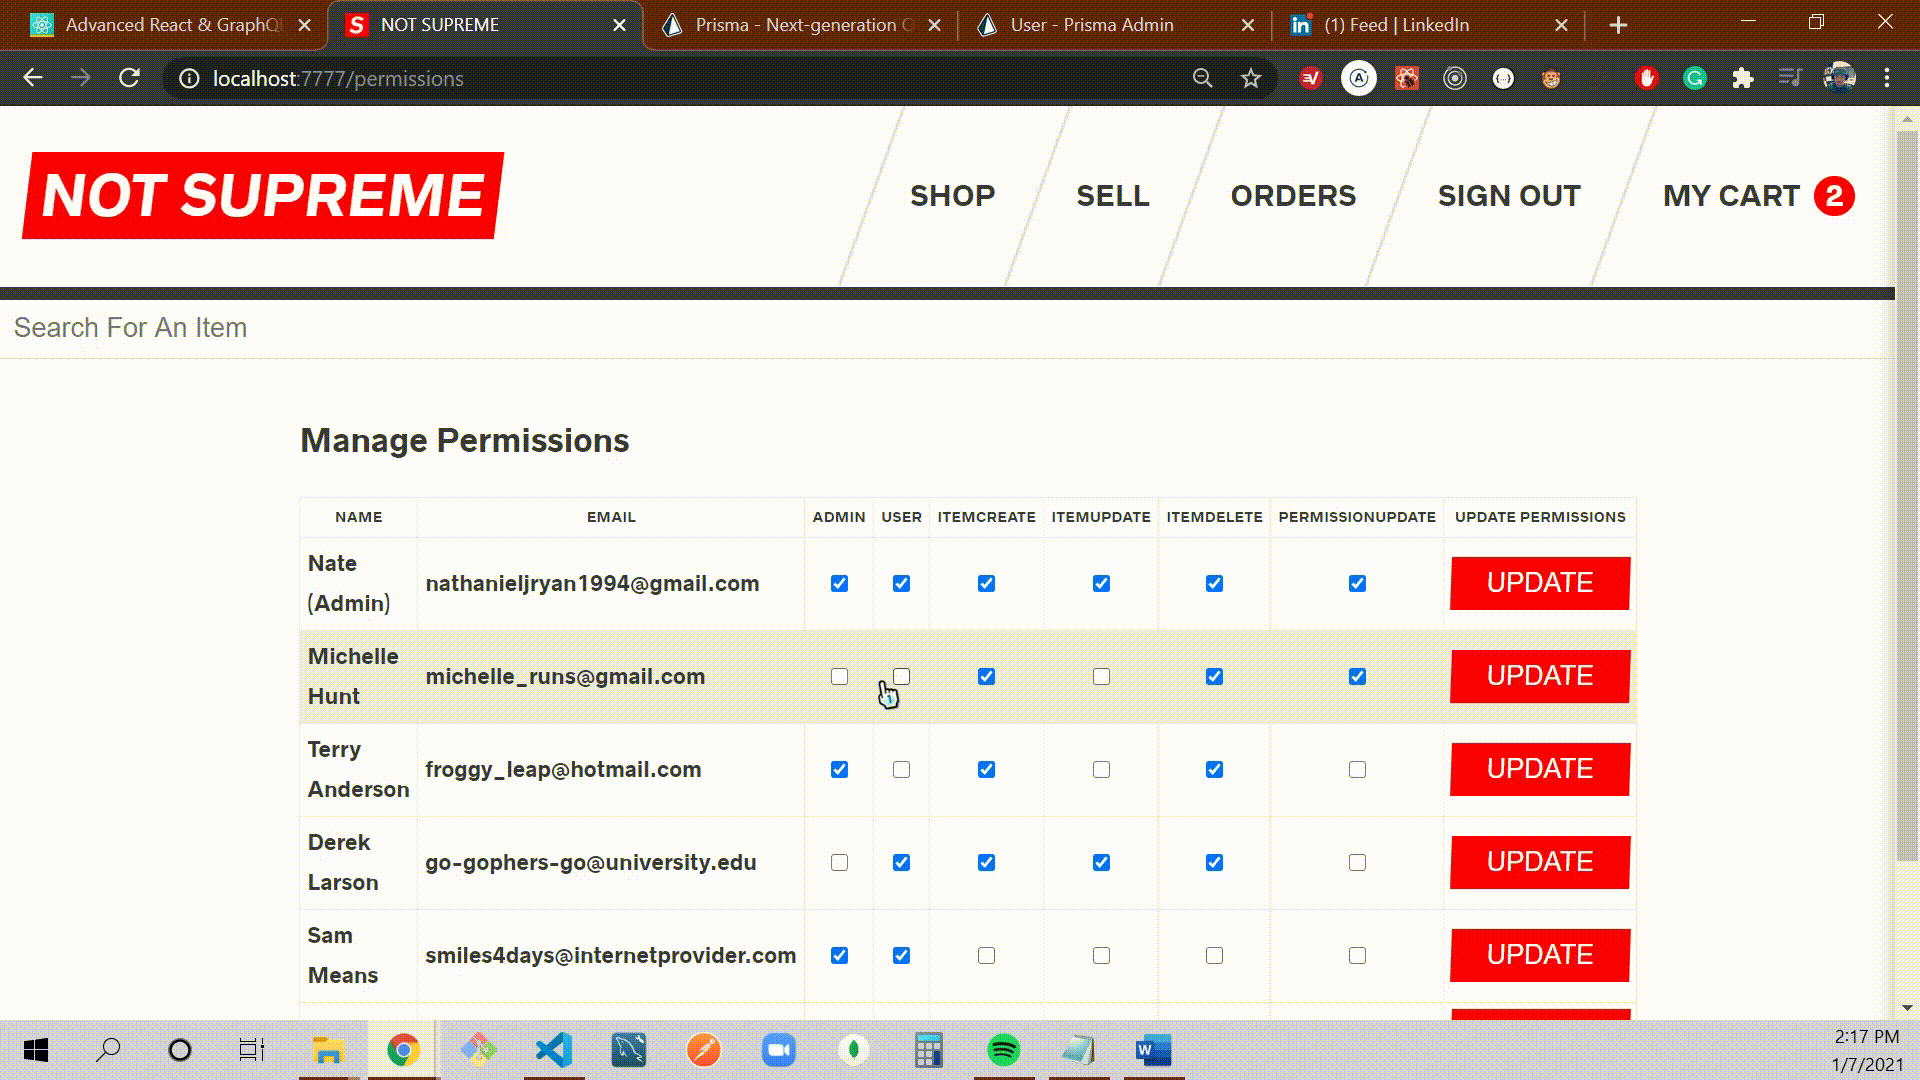 Advanced React & GraphQL
NOT SUPREME
Prisma - Next-generation O
User - Prisma Admin
(1) Feed | LinkedIn
localhost:7777/permissions
NOT SUPREME
SHOP
SELL
ORDERS
SIGN OUT
MY CART 2
Search For An Item
Manage Permissions
NAME EMAIL ADMIN USER ITEMCREATE ITEMUPDATE ITEMDELETE PERMISSIONUPDATE UPDATE PERMISSIONS
Nate
(Admin)
nathanieljryan1994@gmail.com
UPDATE
Michelle
Hunt
michelle_runs@gmail.com
UPDATE
Terry
Anderson
froggy_leap@hotmail.com
UPDATE
Derek
Larson
go-gophers-go@university.edu
UPDATE
Sam
Means
smiles4days@internetprovider.com
UPDATE
2:17 PM
1/7/2021